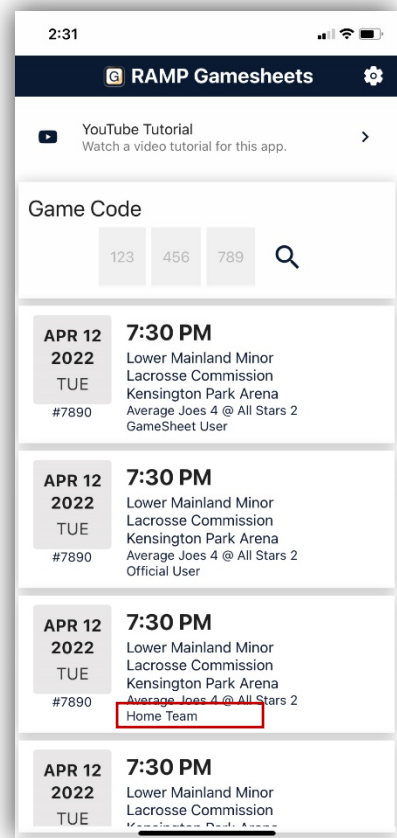 2:31
G RAMP Gamesheets
YouTube Tutorial
Watch a video tutorial for this app.
Game Code
123 456 789
APR 12
2022
TUE
#7890
7:30 PM
Lower Mainland Minor
Lacrosse Commission
Kensington Park Arena
Average Joes 4 @ All Stars 2
GameSheet User
APR 12
2022
TUE
#7890
7:30 PM
Lower Mainland Minor
Lacrosse Commission
Kensington Park Arena
Average Joes 4 @ All Stars 2
Official User
APR 12
2022
TUE
#7890
7:30 PM
Lower Mainland Minor
Lacrosse Commission
Kensington Park Arena
Average Joes 4 @ All Stars 2
Home Team
APR 12
2022
TUE
7:30 PM
Lower Mainland Minor
Lacrosse Commission
Kensington Park Arena